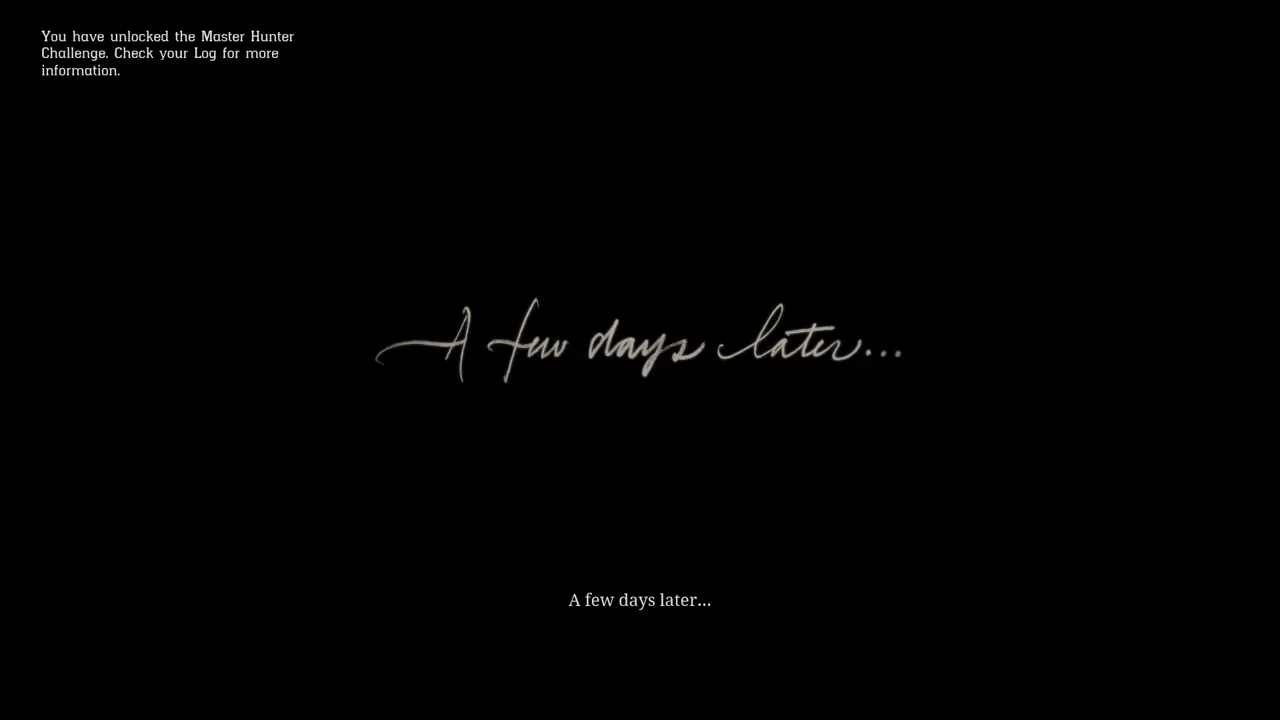 You have unlocked the Master Hunter
Challenge. Check your Log for more
information.
A few days later...
A few days later...